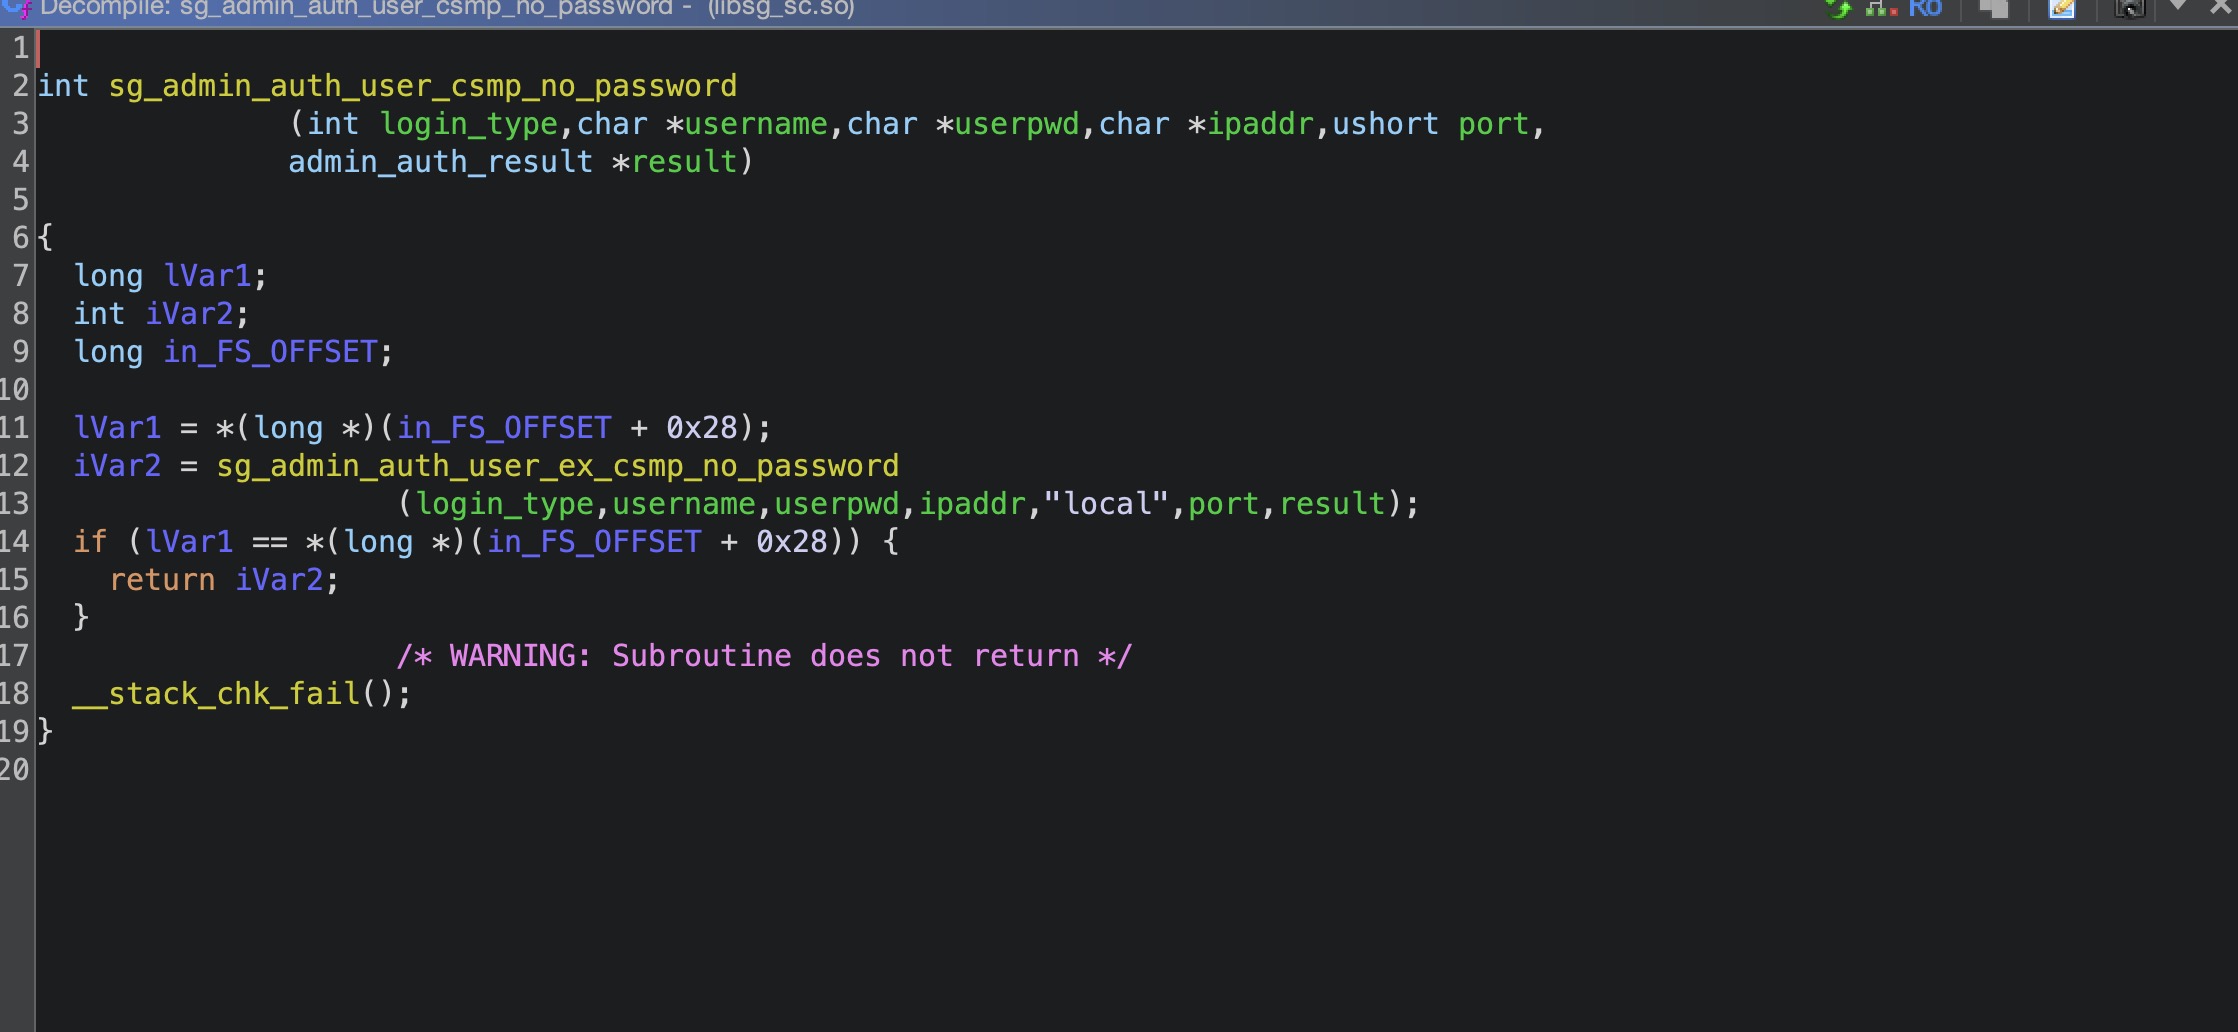 Decompile: sg_admin_auth_user_csmp_no_password - (libsg_sc.so)
1
2 int sg_admin_auth_user_csmp_no_password
3 (int login_type,char *username,char *userpwd,char *ipaddr,ushort port,
4 admin_auth_result *result)
5
6 {
7 long lVar1;
8 int iVar2;
9 long in_FS_OFFSET;
10
11 lVar1 = *(long *)(in_FS_OFFSET + 0x28);
12 iVar2 = sg_admin_auth_user_ex_csmp_no_password
13 (login_type,username,userpwd,ipaddr,"local",port,result);
14 if (lVar1 == *(long *)(in_FS_OFFSET + 0x28)) {
15 return iVar2;
16 }
17 /* WARNING: Subroutine does not return */
18 __stack_chk_fail();
19 }
20